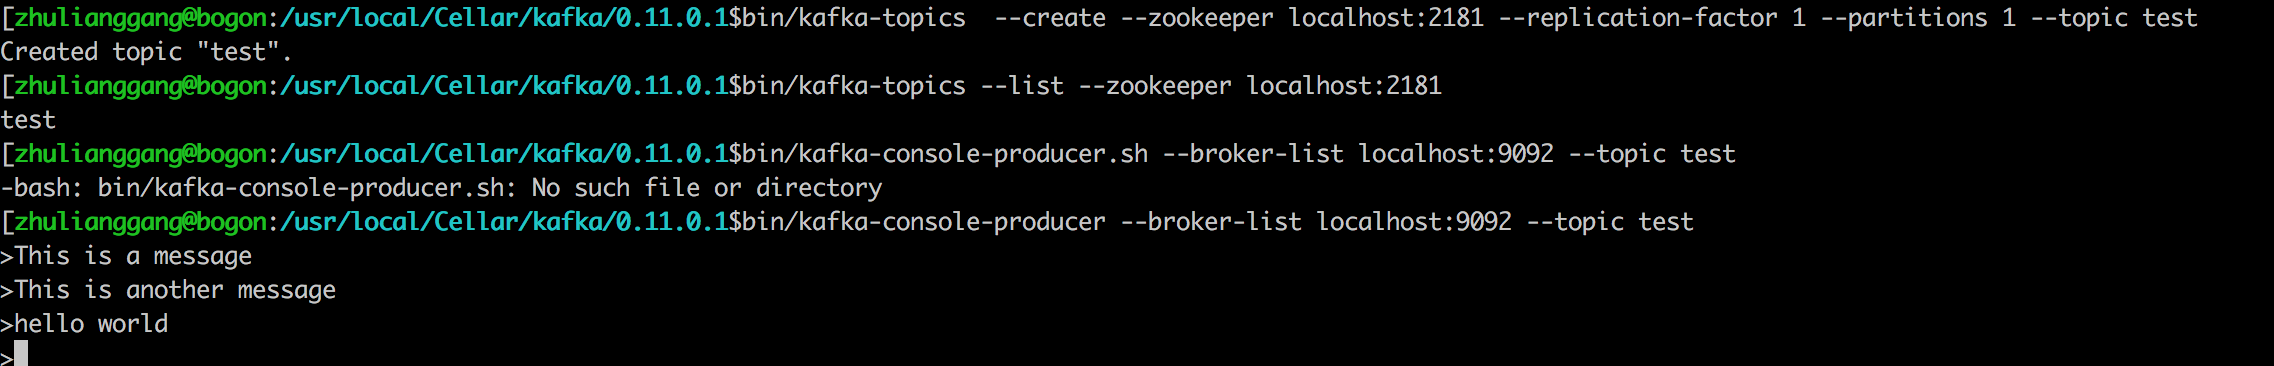 [zhulianggang@bogon:/usr/local/Cellar/kafka/0.11.0.1$bin/kafka-topics  --create --zookeeper localhost:2181 --replication-factor 1 --partitions 1 --topic test
Created topic "test".
[zhulianggang@bogon:/usr/local/Cellar/kafka/0.11.0.1$bin/kafka-topics --list --zookeeper localhost:2181
test
[zhulianggang@bogon:/usr/local/Cellar/kafka/0.11.0.1$bin/kafka-console-producer.sh --broker-list localhost:9092 --topic test
-bash: bin/kafka-console-producer.sh: No such file or directory
[zhulianggang@bogon:/usr/local/Cellar/kafka/0.11.0.1$bin/kafka-console-producer --broker-list localhost:9092 --topic test
>This is a message
>This is another message
>hello world
>